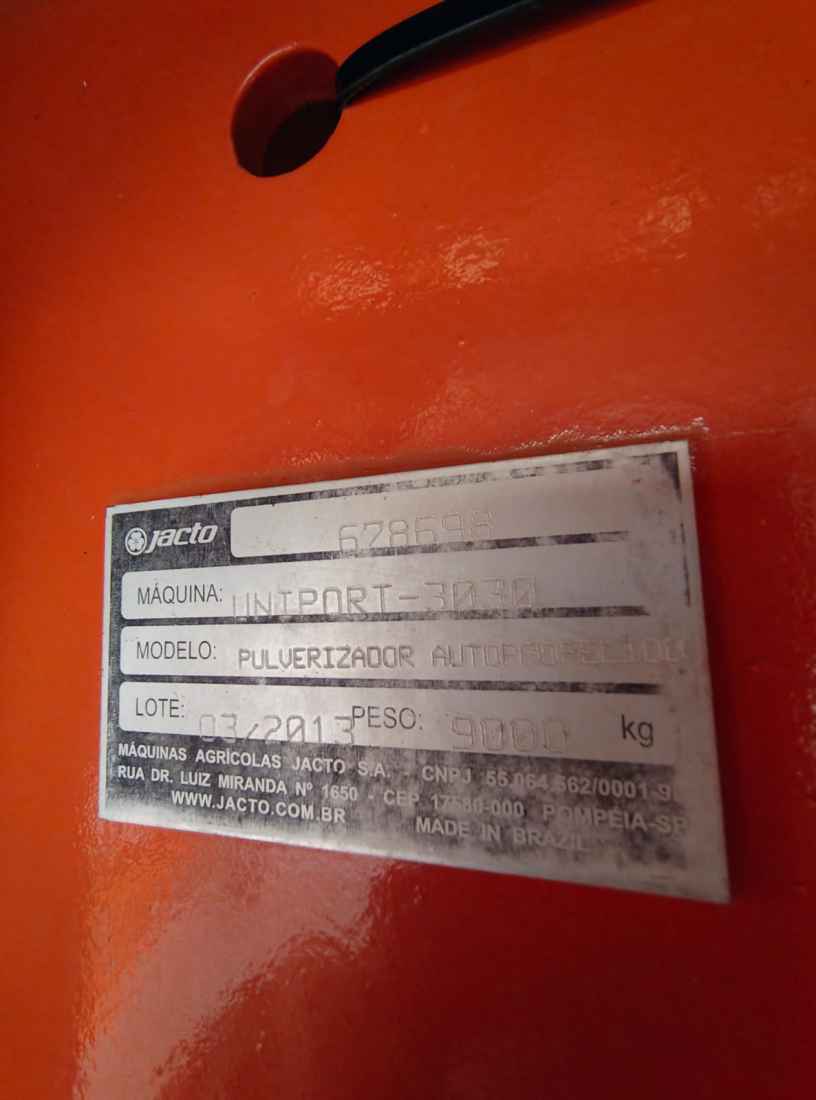 Jacto 678698
MÁQUINA: UNIPORT-3030
MODELO: PULVERIZADOR AUTOPROPELIDO
LOTE: 03/2013 PESO: 9000 kg
MÁQUINAS AGRÍCOLAS JACTO S.A. - CNPJ 55.064.562/0001-9
RUA DR. LUIZ MIRANDA Nº 1650 - CEP 17580-000 POMPÉIA-SP
WWW.JACTO.COM.BR MADE IN BRAZIL